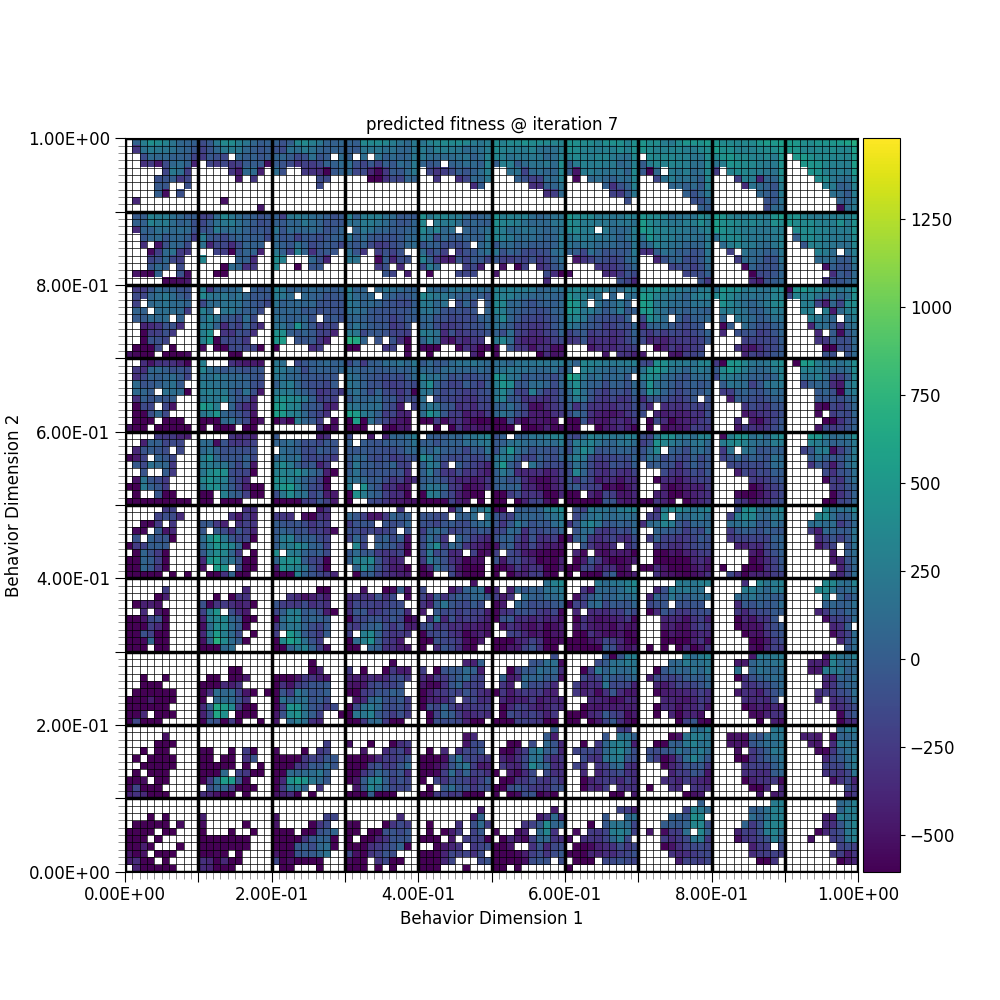 predicted fitness @ iteration 7
1.00E+00
8.00E-01
6.00E-01
4.00E-01
2.00E-01
0.00E+00
Behavior Dimension 2
0.00E+00 2.00E-01 4.00E-01 6.00E-01 8.00E-01 1.00E+00
Behavior Dimension 1
1250
1000
750
500
250
0
−250
−500